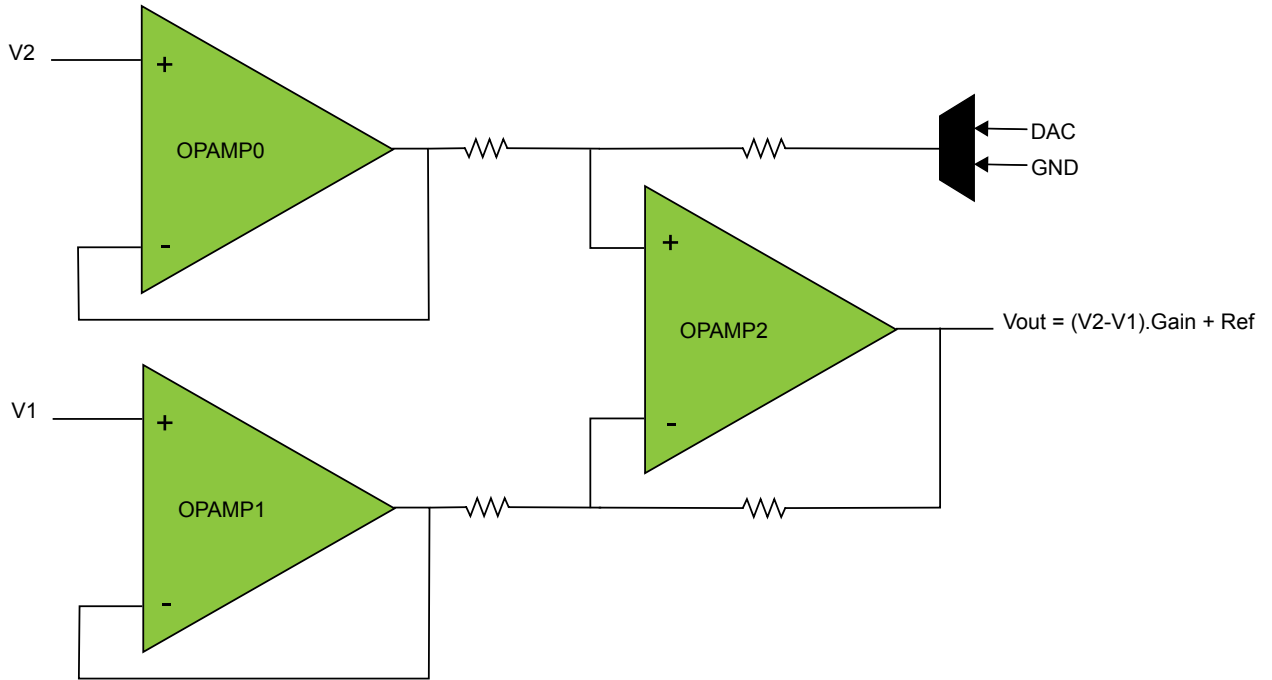 V2
+
OPAMP0
-
DAC
GND
+
OPAMP2
-
Vout = (V2-V1).Gain + Ref
V1
+
OPAMP1
-